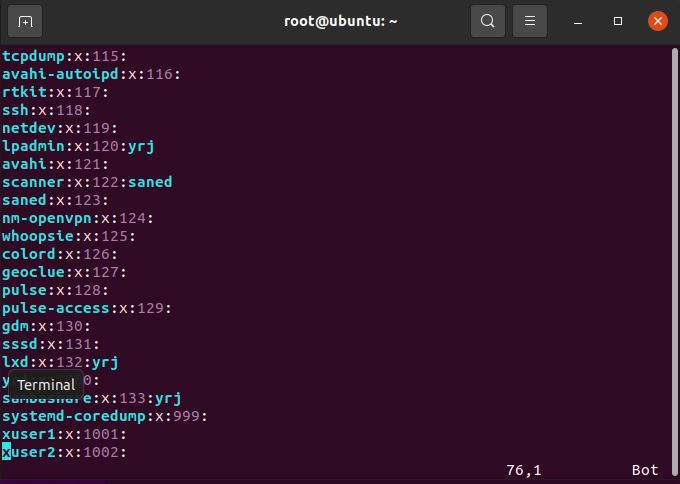 root@ubuntu: ~
tcpdump:x:115:
avahi-autoipd:x:116:
rtkit:x:117:
ssh:x:118:
netdev:x:119:
lpadmin:x:120:yrj
avahi:x:121:
scanner:x:122:saned
saned:x:123:
nm-openvpn:x:124:
whoopsie:x:125:
colord:x:126:
geoclue:x:127:
pulse:x:128:
pulse-access:x:129:
gdm:x:130:
sssd:x:131:
lxd:x:132:yrj
Terminal
sambashare:x:133:yrj
systemd-coredump:x:999:
xuser1:x:1001:
xuser2:x:1002:
76,1 Bot